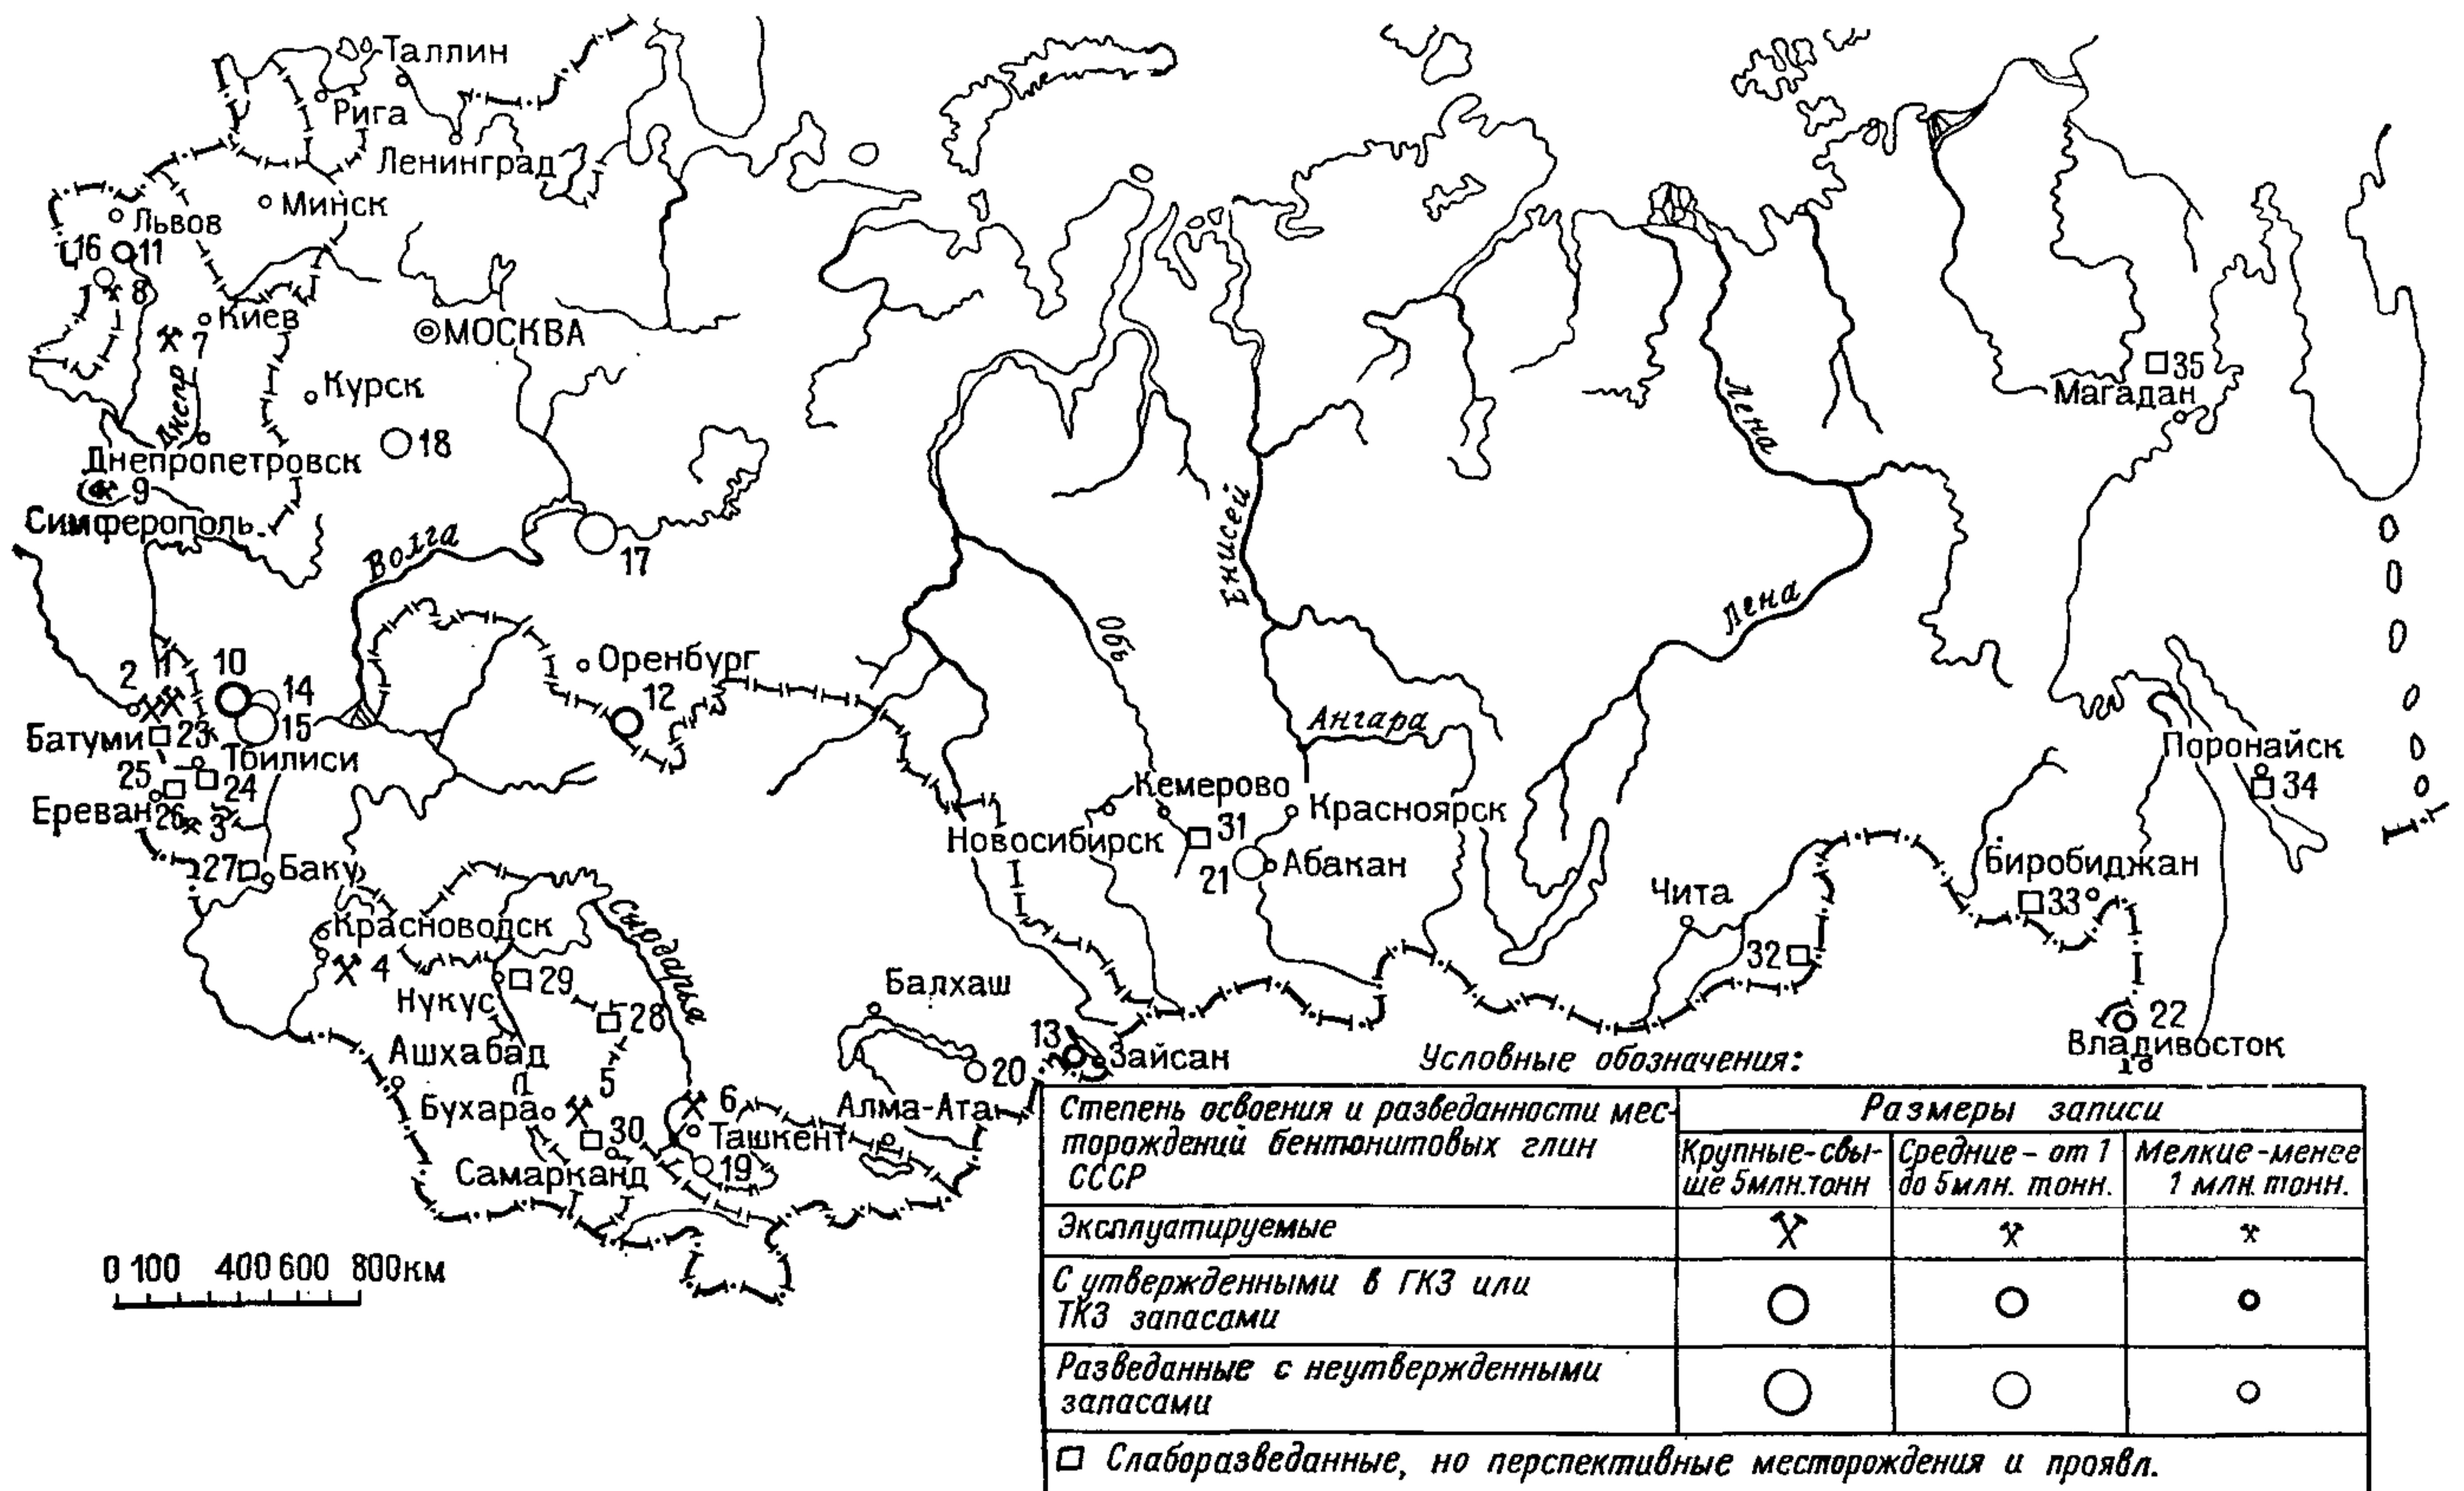 Таллин
Рига
Ленинград
Минск
Львов
16 11
8
Киев
МОСКВА
7
Днепр
Курск
18
Днепропетровск
9
Симферополь
Волга
17
Обь
Енисей
Лена
Лена
35
Магадан
2 1 10 14
15
Батуми 23
Тбилиси
25 24
Ереван 26 3
27 Баку
Оренбург
12
Ангара
Кемерово
Красноярск
Новосибирск
31
21 Абакан
Поронайск
34
Биробиджан
33
Чита
32
Красноводск
4
Сырдарья
29
Нукус
28
Ашхабад
5
Бухара
6
Ташкент
30
19
Самарканд
Балхаш
20
Алма-Ата
13
Зайсан
22
Владивосток
0 100 400 600 800км
Условные обозначения:
Степень освоения и разведанности мес-
торождений бентонитовых глин
СССР
Размеры записи
Крупные-свы-
ше 5млн.тонн
Средние - от 1
до 5млн. тонн.
Мелкие-менее
1 млн. тонн.
Эксплуатируемые
С утвержденными в ГКЗ или
ТКЗ запасами
Разведанные с неутвержденными
запасами
Слаборазведанные, но перспективные месторождения и проявл.